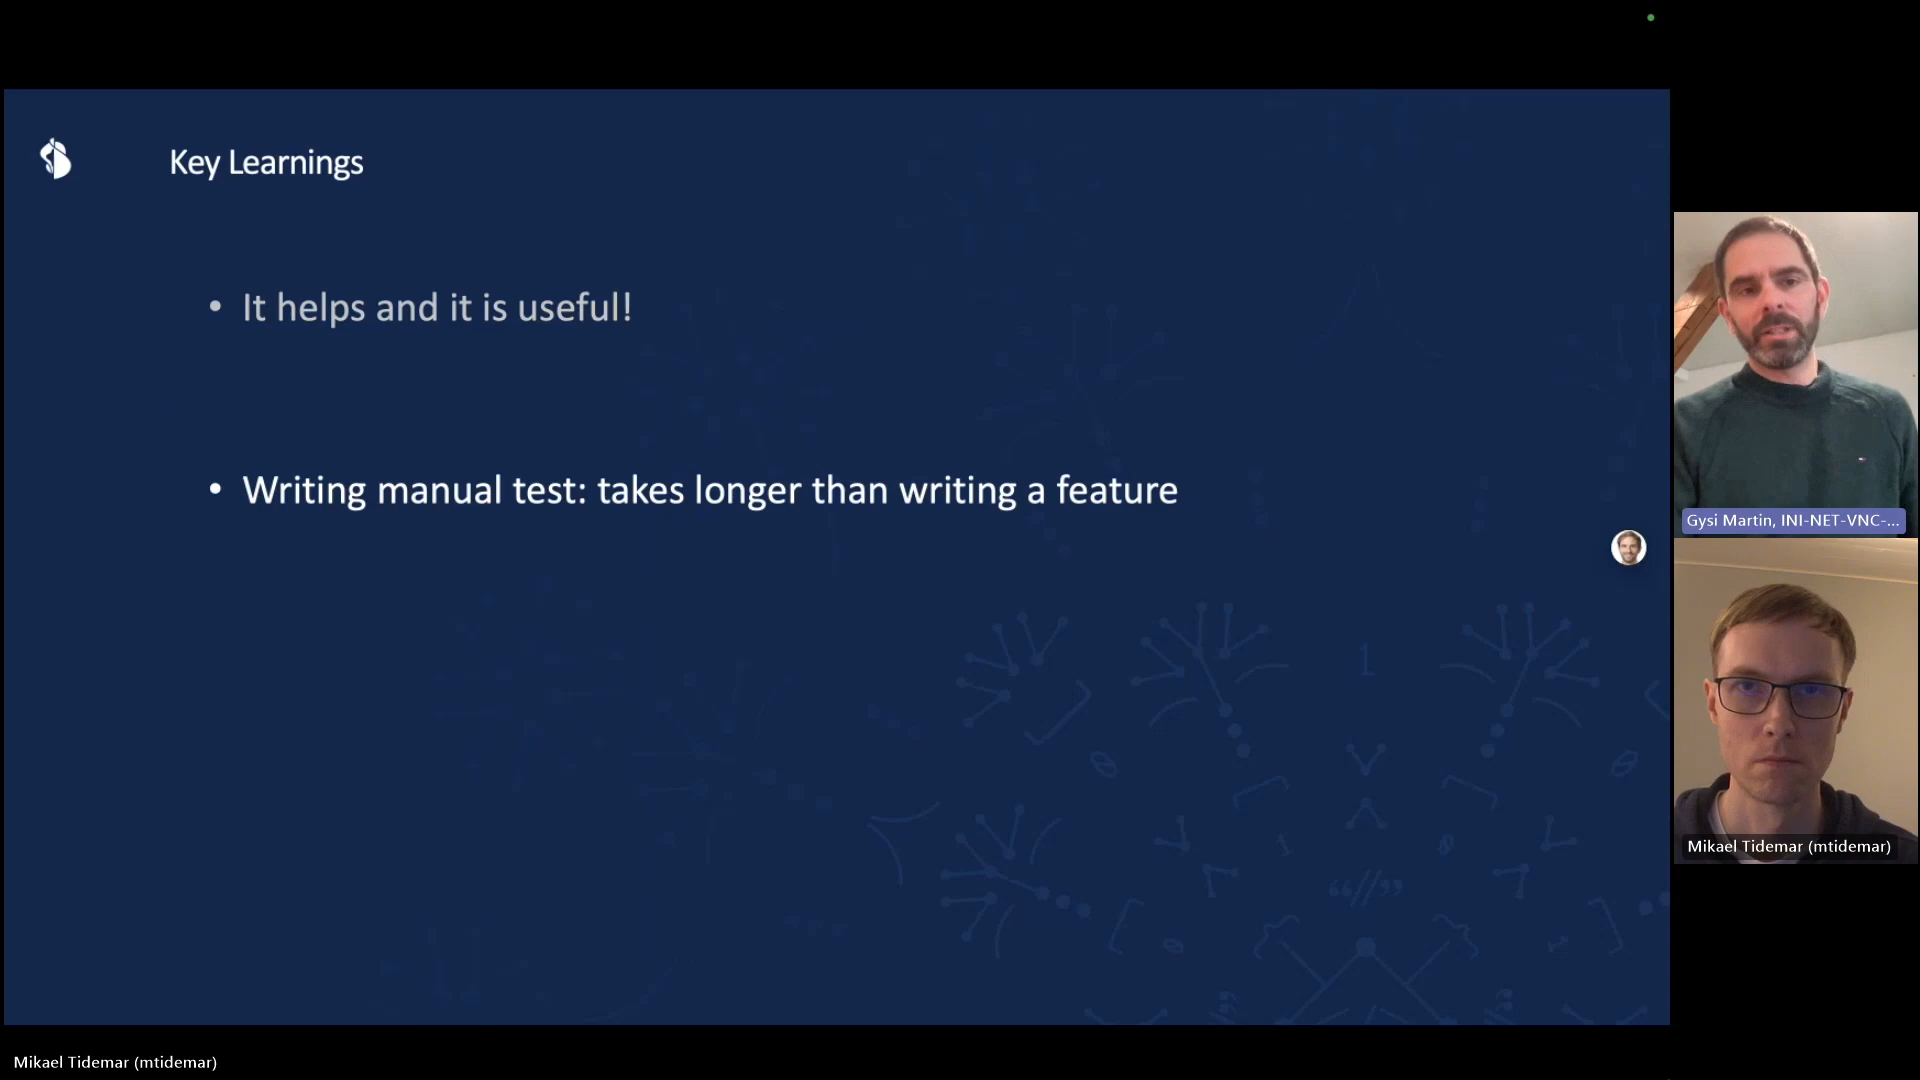 Key Learnings
• It helps and it is useful!
• Writing manual test: takes longer than writing a feature
Gysi Martin, INI-NET-VNC-...
Mikael Tidemar (mtidemar)
Mikael Tidemar (mtidemar)